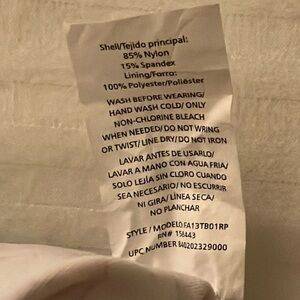 Shell/Tejido principal:
85% Nylon
15% Spandex
Lining/Forro:
100% Polyester/Poliéster
WASH BEFORE WEARING/
HAND WASH COLD/ ONLY
NON-CHLORINE BLEACH
WHEN NEEDED/ DO NOT WRING
OR TWIST/ LINE DRY/ DO NOT IRON
LAVAR ANTES DE USARLO/
LAVAR A MANO CON AGUA FRIA/
SOLO LEJÍA SIN CLORO CUANDO
SEA NECESARIO/ NO ESCURRIR
NI GIRA/ LÍNEA SECA/
NO PLANCHAR
STYLE / MODELO:FA13TB01RP
RN# 158443
UPC NUMBER 840202329000